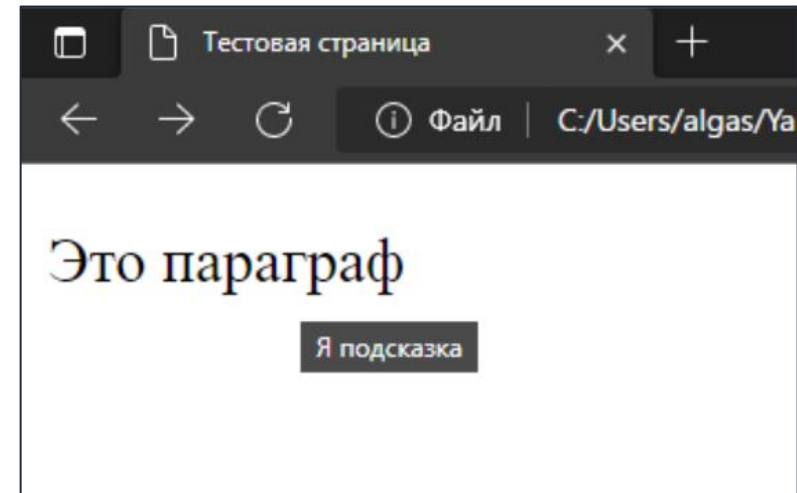 Тестовая страница
Файл C:/Users/algas/Ya
Это параграф
Я подсказка